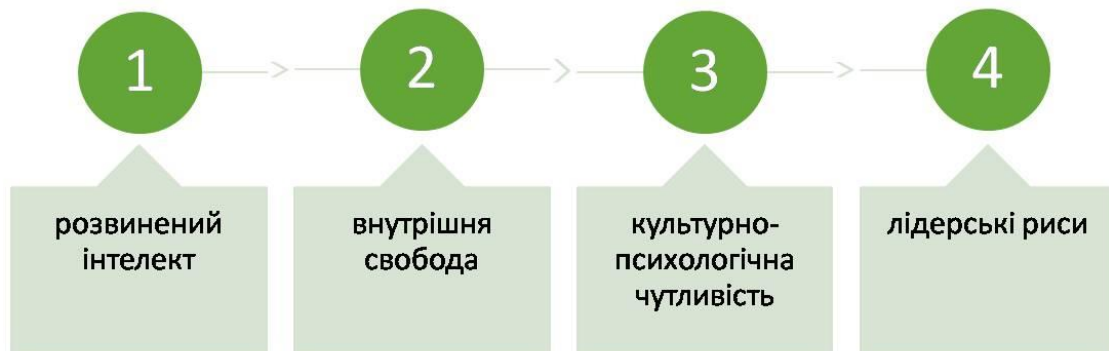 1
2
3
4
розвинений
інтелект
внутрішня
свобода
культурно-
психологічна
чутливість
лідерські риси